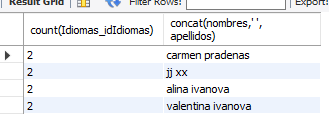 Result Grid Filter Rows: Export
count(Idiomas_idIdiomas) concat(nombres,' ',
apellidos)
2 carmen pradenas
2 jj xx
2 alina ivanova
2 valentina ivanova